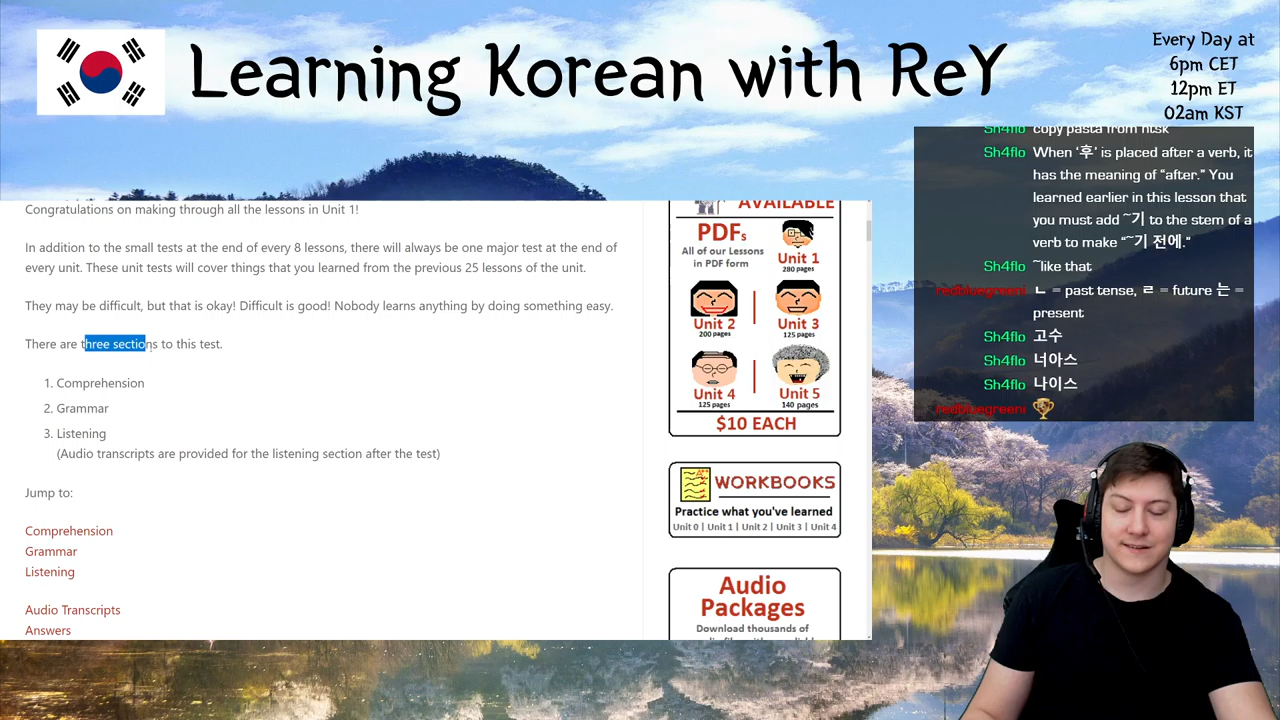 Learning Korean with ReY
Every Day at
6pm CET
12pm ET
02am KST
Sh4flo copy pasta from htsk
Sh4flo When '후' is placed after a verb, it
has the meaning of "after." You
learned earlier in this lesson that
you must add ~기 to the stem of a
verb to make "~기 전에."
Sh4flo ~like that
redbluegreeni ㄴ = past tense, ㄹ = future 는 =
present
Sh4flo 고수
Sh4flo 너아스
Sh4flo 나이스
redbluegreeni
Congratulations on making through all the lessons in Unit 1!
In addition to the small tests at the end of every 8 lessons, there will always be one major test at the end of
every unit. These unit tests will cover things that you learned from the previous 25 lessons of the unit.
They may be difficult, but that is okay! Difficult is good! Nobody learns anything by doing something easy.
There are three sections to this test.
1. Comprehension
2. Grammar
3. Listening
(Audio transcripts are provided for the listening section after the test)
Jump to:
Comprehension
Grammar
Listening
Audio Transcripts
Answers
AVAILABLE
PDFs
All of our Lessons
in PDF form
Unit 1
280 pages
Unit 2
200 pages
Unit 3
125 pages
Unit 4
125 pages
Unit 5
140 pages
$10 EACH
WORKBOOKS
Practice what you've learned
Unit 0 | Unit 1 | Unit 2 | Unit 3 | Unit 4
Audio
Packages
Download thousands of